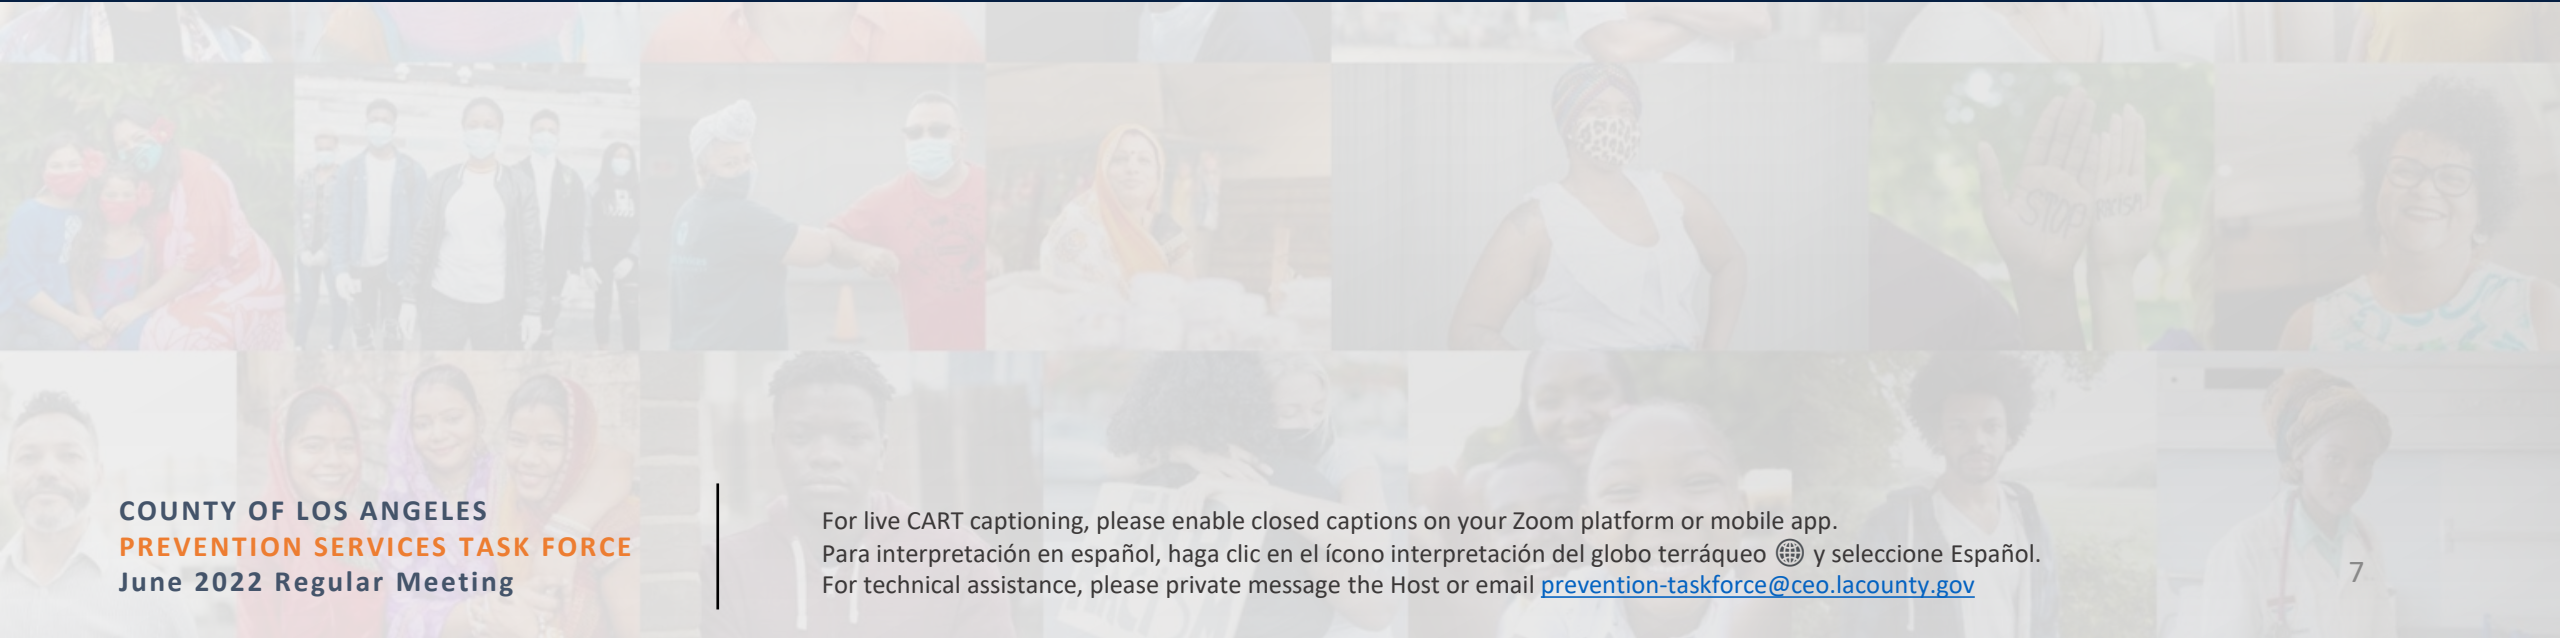 STOP racism
COUNTY OF LOS ANGELES
PREVENTION SERVICES TASK FORCE
June 2022 Regular Meeting
For live CART captioning, please enable closed captions on your Zoom platform or mobile app.
Para interpretación en español, haga clic en el ícono interpretación del globo terráqueo y seleccione Español.
For technical assistance, please private message the Host or email prevention-taskforce@ceo.lacounty.gov
7